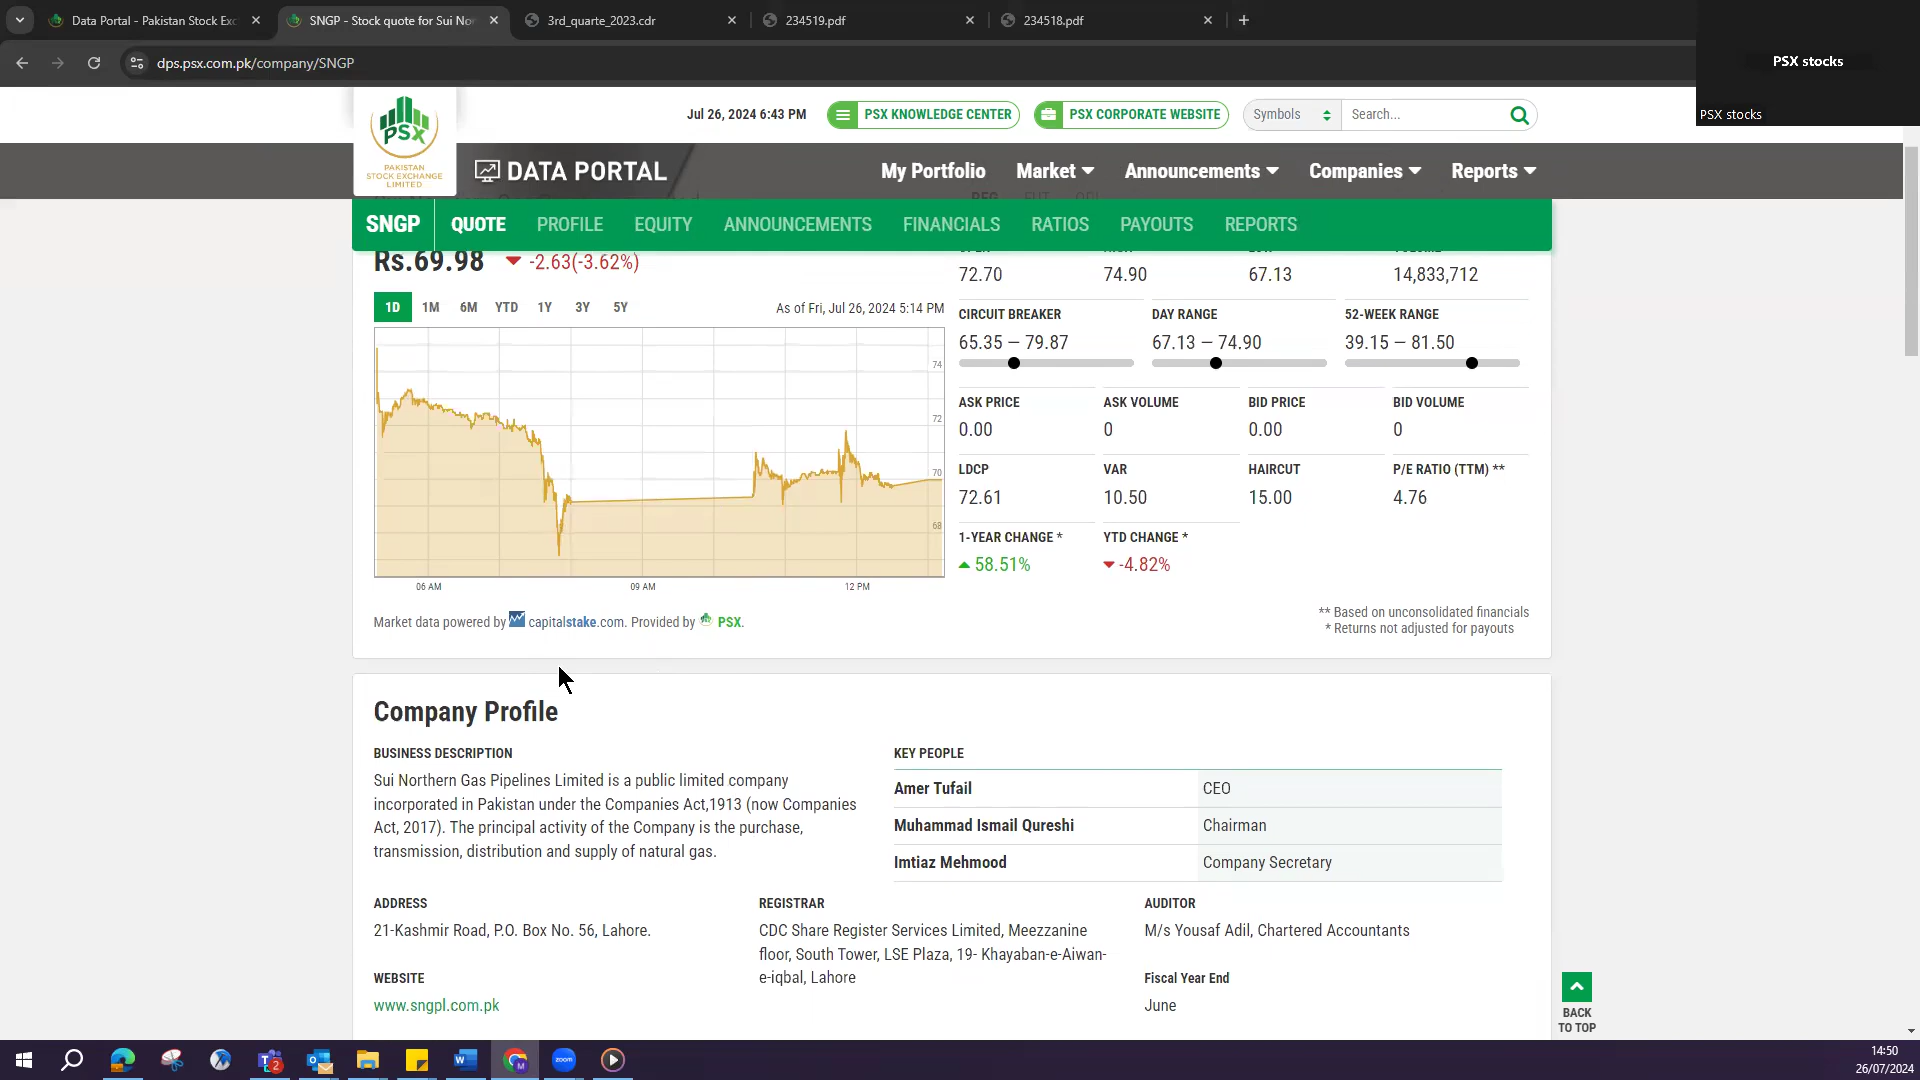 Data Portal - Pakistan Stock Exc
SNGP - Stock quote for Sui No
3rd_quarte_2023.cdr
234519.pdf
234518.pdf
dps.psx.com.pk/company/SNGP
PSX stocks
PSX stocks
Jul 26, 2024 6:43 PM
PSX KNOWLEDGE CENTER
PSX CORPORATE WEBSITE
Symbols
Search...
PSX
PAKISTAN
STOCK EXCHANGE
LIMITED
DATA PORTAL
My Portfolio
Market
Announcements
Companies
Reports
SNGP
QUOTE
PROFILE
EQUITY
ANNOUNCEMENTS
FINANCIALS
RATIOS
PAYOUTS
REPORTS
Rs.69.98
-2.63(-3.62%)
72.70
74.90
67.13
14,833,712
1D
1M
6M
YTD
1Y
3Y
5Y
As of Fri, Jul 26, 2024 5:14 PM
74
72
70
68
06 AM
09 AM
12 PM
CIRCUIT BREAKER
65.35 — 79.87
DAY RANGE
67.13 — 74.90
52-WEEK RANGE
39.15 — 81.50
ASK PRICE
0.00
ASK VOLUME
0
BID PRICE
0.00
BID VOLUME
0
LDCP
72.61
VAR
10.50
HAIRCUT
15.00
P/E RATIO (TTM) **
4.76
1-YEAR CHANGE *
58.51%
YTD CHANGE *
-4.82%
Market data powered by capitalstake.com. Provided by PSX.
** Based on unconsolidated financials
* Returns not adjusted for payouts
Company Profile
BUSINESS DESCRIPTION
Sui Northern Gas Pipelines Limited is a public limited company
incorporated in Pakistan under the Companies Act,1913 (now Companies
Act, 2017). The principal activity of the Company is the purchase,
transmission, distribution and supply of natural gas.
KEY PEOPLE
Amer Tufail
CEO
Muhammad Ismail Qureshi
Chairman
Imtiaz Mehmood
Company Secretary
ADDRESS
21-Kashmir Road, P.O. Box No. 56, Lahore.
WEBSITE
www.sngpl.com.pk
REGISTRAR
CDC Share Register Services Limited, Meezzanine
floor, South Tower, LSE Plaza, 19- Khayaban-e-Aiwan-
e-iqbal, Lahore
AUDITOR
M/s Yousaf Adil, Chartered Accountants
Fiscal Year End
June
BACK
TO TOP
2
zoom
M
14:50
26/07/2024